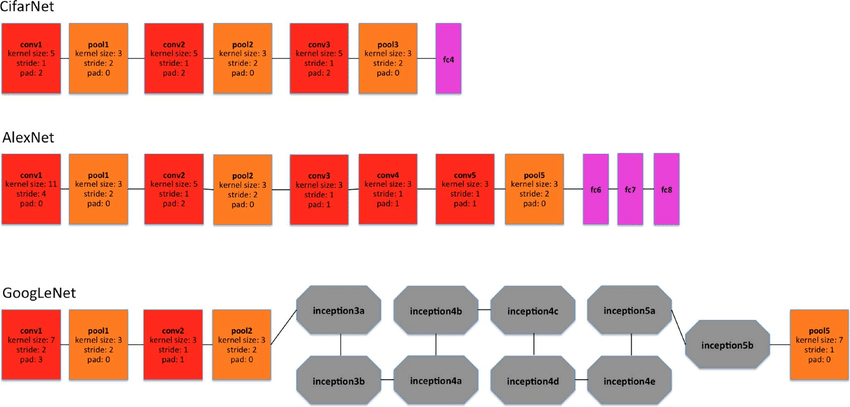 CifarNet
conv1
kernel size: 5
stride: 1
pad: 2
pool1
kernel size: 3
stride: 2
pad: 0
conv2
kernel size: 5
stride: 1
pad: 2
pool2
kernel size: 3
stride: 2
pad: 0
conv3
kernel size: 5
stride: 1
pad: 2
pool3
kernel size: 3
stride: 2
pad: 0
fc4
AlexNet
conv1
kernel size: 11
stride: 4
pad: 0
pool1
kernel size: 3
stride: 2
pad: 0
conv2
kernel size: 5
stride: 1
pad: 2
pool2
kernel size: 3
stride: 2
pad: 0
conv3
kernel size: 3
stride: 1
pad: 1
conv4
kernel size: 3
stride: 1
pad: 1
conv5
kernel size: 3
stride: 1
pad: 1
pool5
kernel size: 3
stride: 2
pad: 0
fc6
fc7
fc8
GoogLeNet
conv1
kernel size: 7
stride: 2
pad: 3
pool1
kernel size: 3
stride: 2
pad: 0
conv2
kernel size: 3
stride: 1
pad: 1
pool2
kernel size: 3
stride: 2
pad: 0
inception3a
inception3b
inception4a
inception4b
inception4c
inception4d
inception4e
inception5a
inception5b
pool5
kernel size: 7
stride: 1
pad: 0